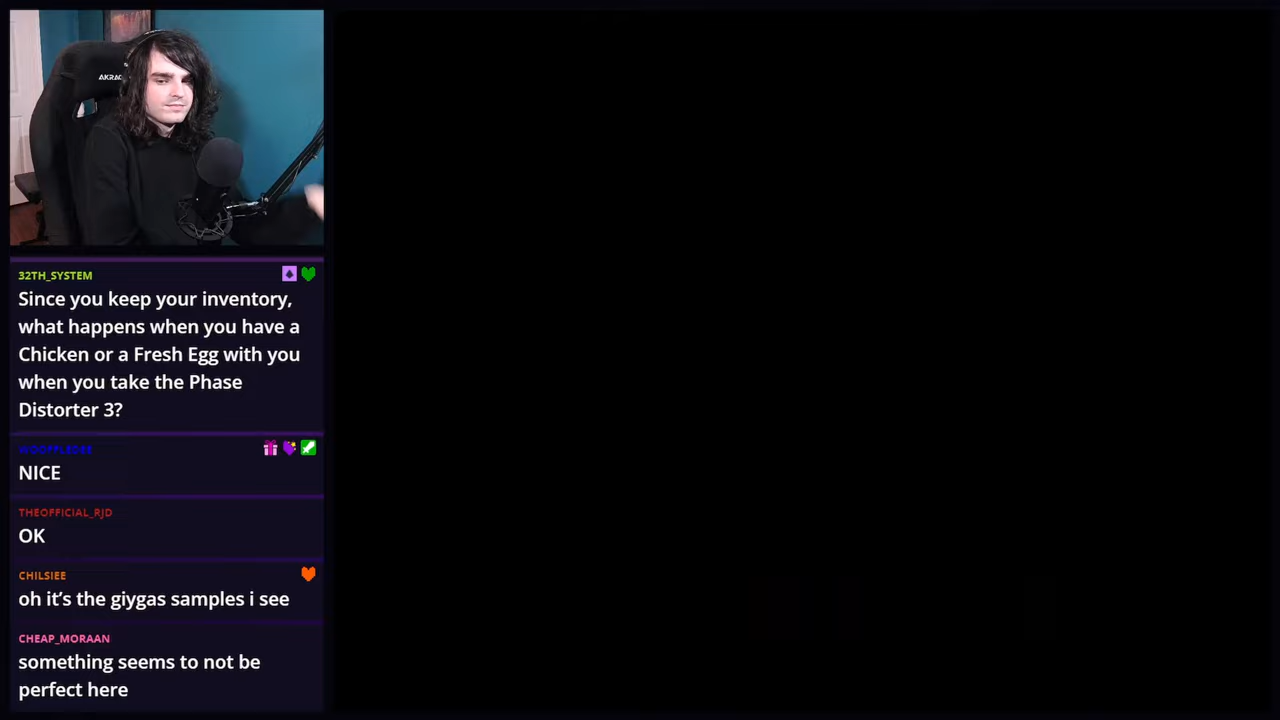 AKRAC
32TH_SYSTEM
Since you keep your inventory,
what happens when you have a
Chicken or a Fresh Egg with you
when you take the Phase
Distorter 3?
NICE
THEOFFICIAL_RJD
OK
CHILSIEE
oh it's the giygas samples i see
CHEAP_MORAAN
something seems to not be
perfect here